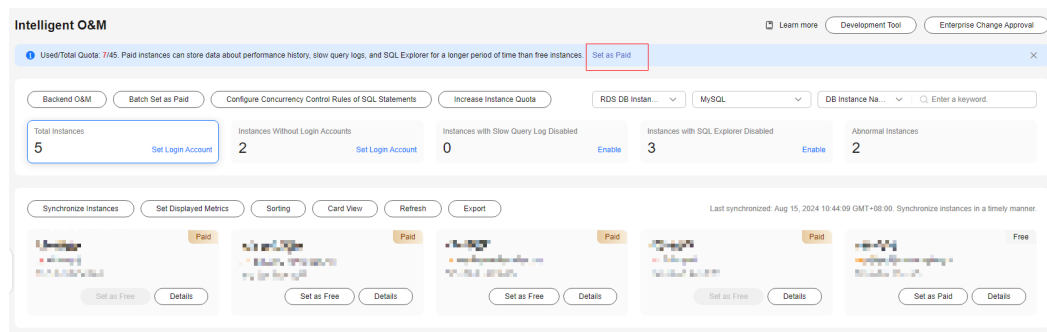 Intelligent O&M
Learn more
Development Tool
Enterprise Change Approval
Used/Total Quota: 7/45. Paid instances can store data about performance history, slow query logs, and SQL Explorer for a longer period of time than free instances. Set as Paid
Backend O&M
Batch Set as Paid
Configure Concurrency Control Rules of SQL Statements
Increase Instance Quota
RDS DB Instan...
MySQL
DB Instance Na...
Enter a keyword.
Total Instances
5
Set Login Account
Instances Without Login Accounts
2
Set Login Account
Instances with Slow Query Log Disabled
0
Enable
Instances with SQL Explorer Disabled
3
Enable
Abnormal Instances
2
Synchronize Instances
Set Displayed Metrics
Sorting
Card View
Refresh
Export
Last synchronized: Aug 15, 2024 10:44:09 GMT+08:00. Synchronize instances in a timely manner.
Paid
Set as Free
Details
Paid
Set as Free
Details
Paid
Set as Free
Details
Paid
Set as Free
Details
Free
Set as Paid
Details